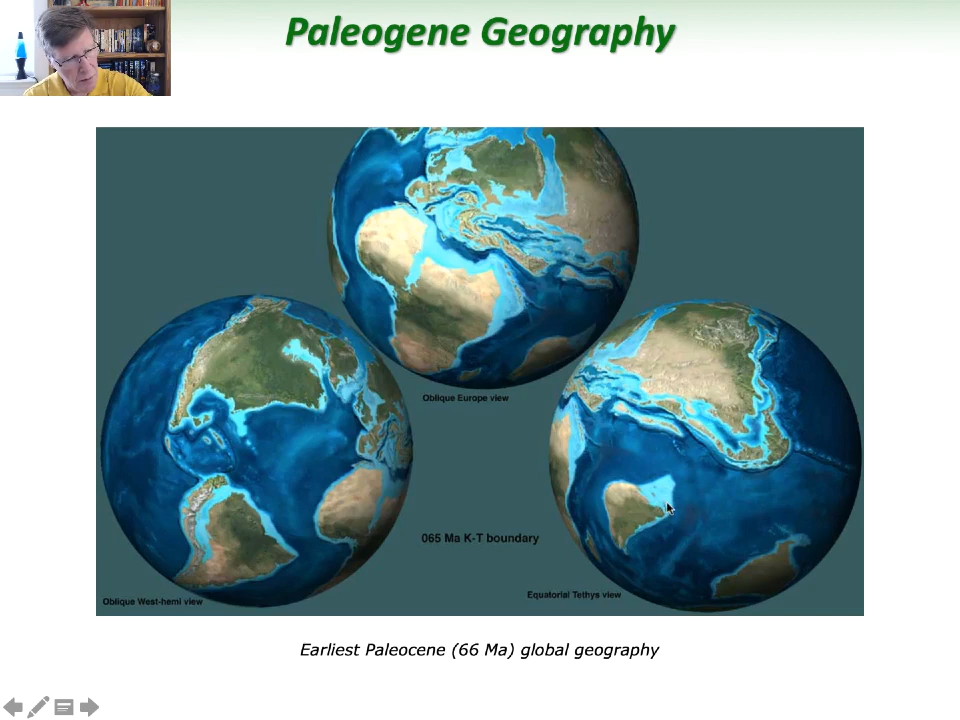 Paleogene Geography
Oblique Europe view
065 Ma K-T boundary
Oblique West-hemi view
Equatorial Tethys view
Earliest Paleocene (66 Ma) global geography